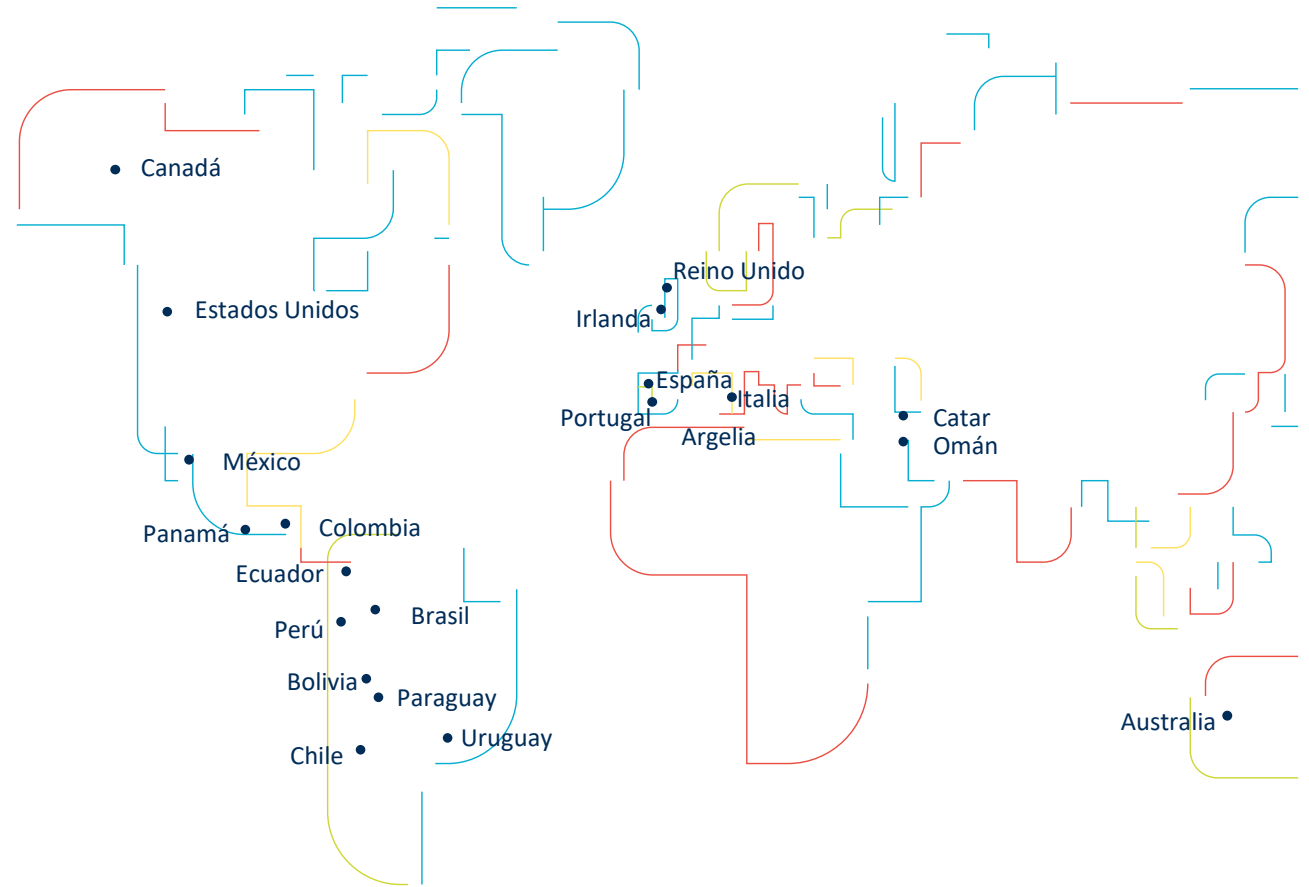 Canadá
Estados Unidos
México
Panamá
Colombia
Ecuador
Brasil
Perú
Bolivia
Paraguay
Uruguay
Chile
Reino Unido
Irlanda
España
Italia
Portugal
Argelia
Catar
Omán
Australia